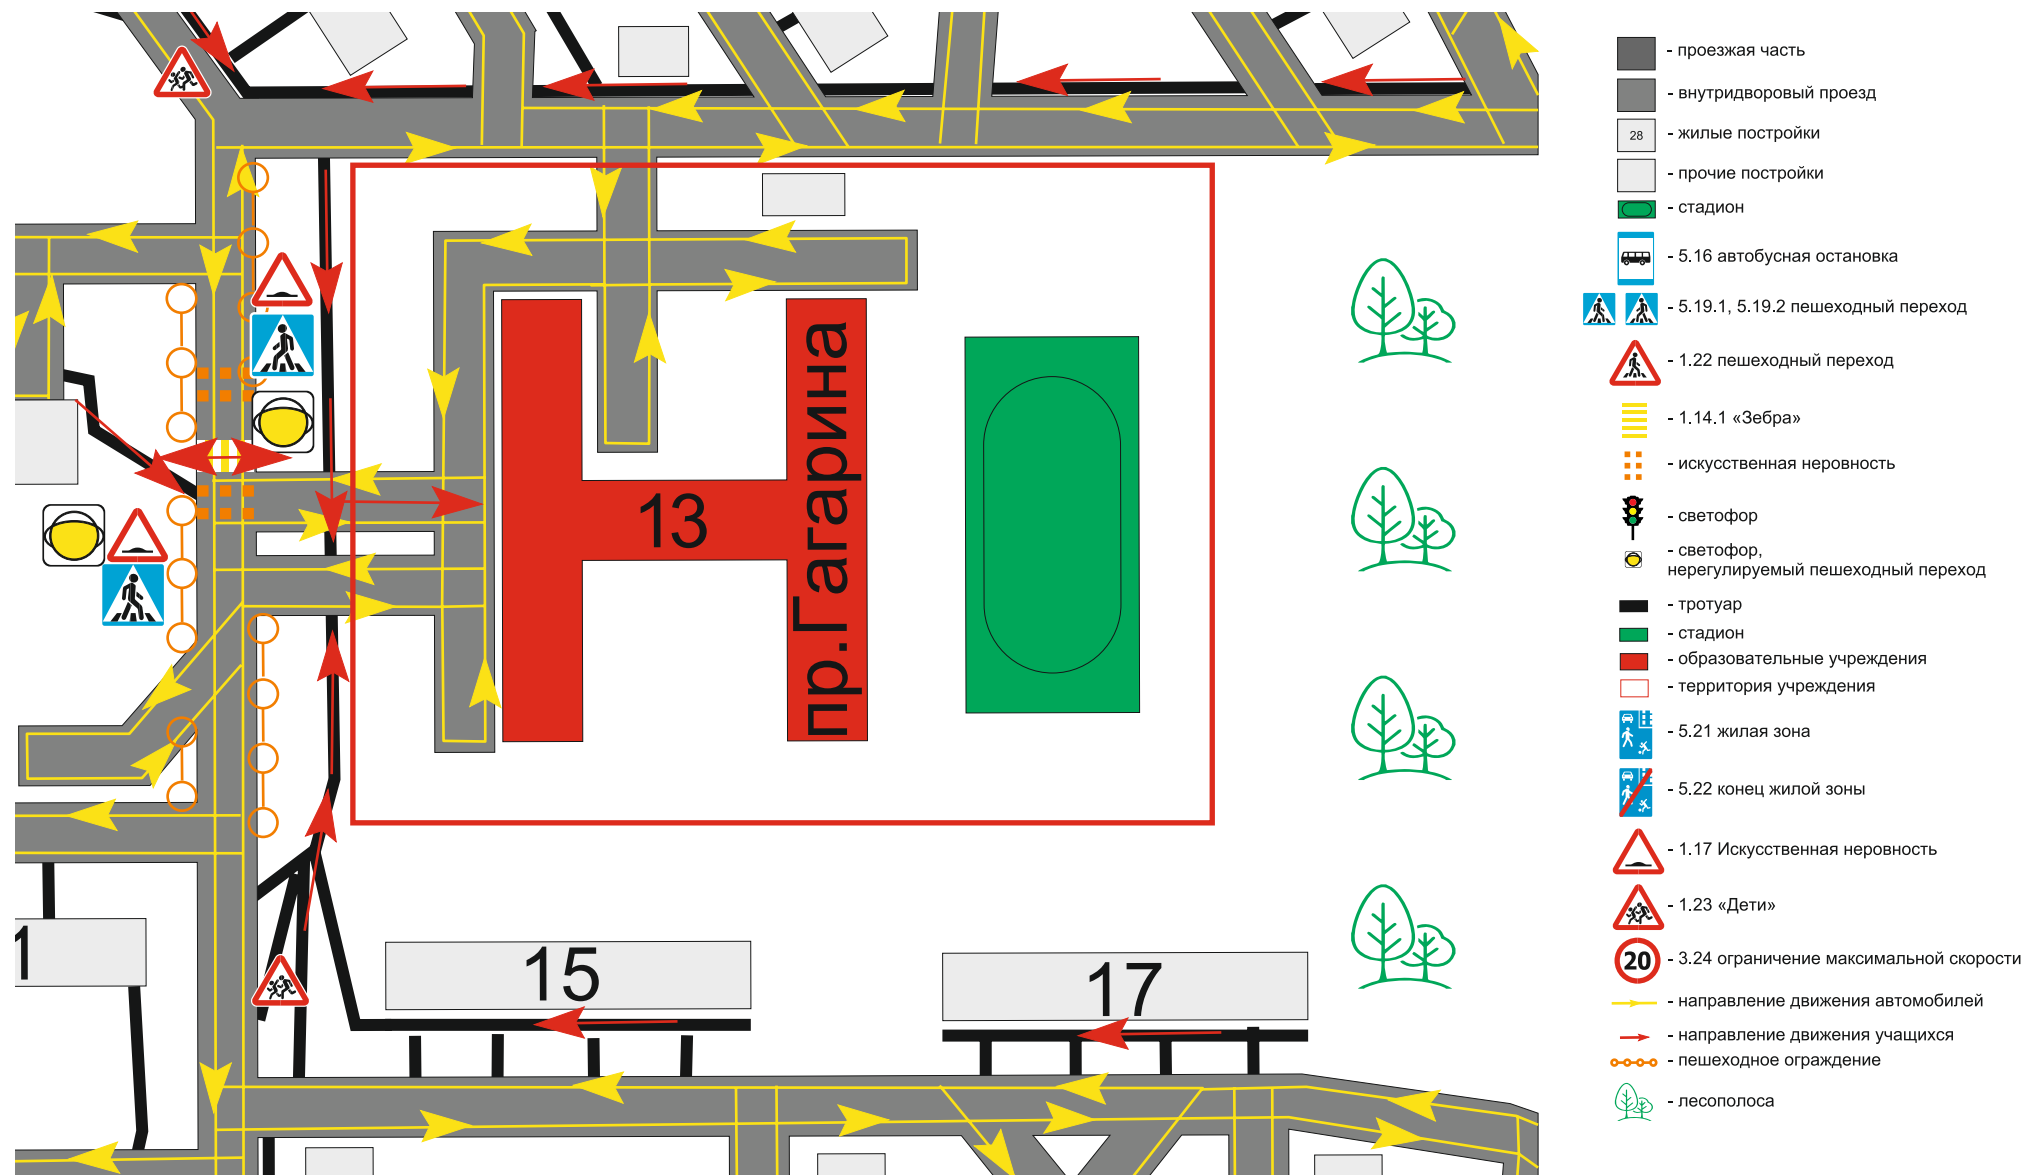 13
пр.Гагарина
15
17
1
- проезжая часть
- внутридворовый проезд
28
- жилые постройки
- прочие постройки
- стадион
- 5.16 автобусная остановка
- 5.19.1, 5.19.2 пешеходный переход
- 1.22 пешеходный переход
- 1.14.1 «Зебра»
- искусственная неровность
- светофор
- светофор,
нерегулируемый пешеходный переход
- тротуар
- стадион
- образовательные учреждения
- территория учреждения
- 5.21 жилая зона
- 5.22 конец жилой зоны
- 1.17 Искусственная неровность
- 1.23 «Дети»
20
- 3.24 ограничение максимальной скорости
- направление движения автомобилей
- направление движения учащихся
- пешеходное ограждение
- лесополоса